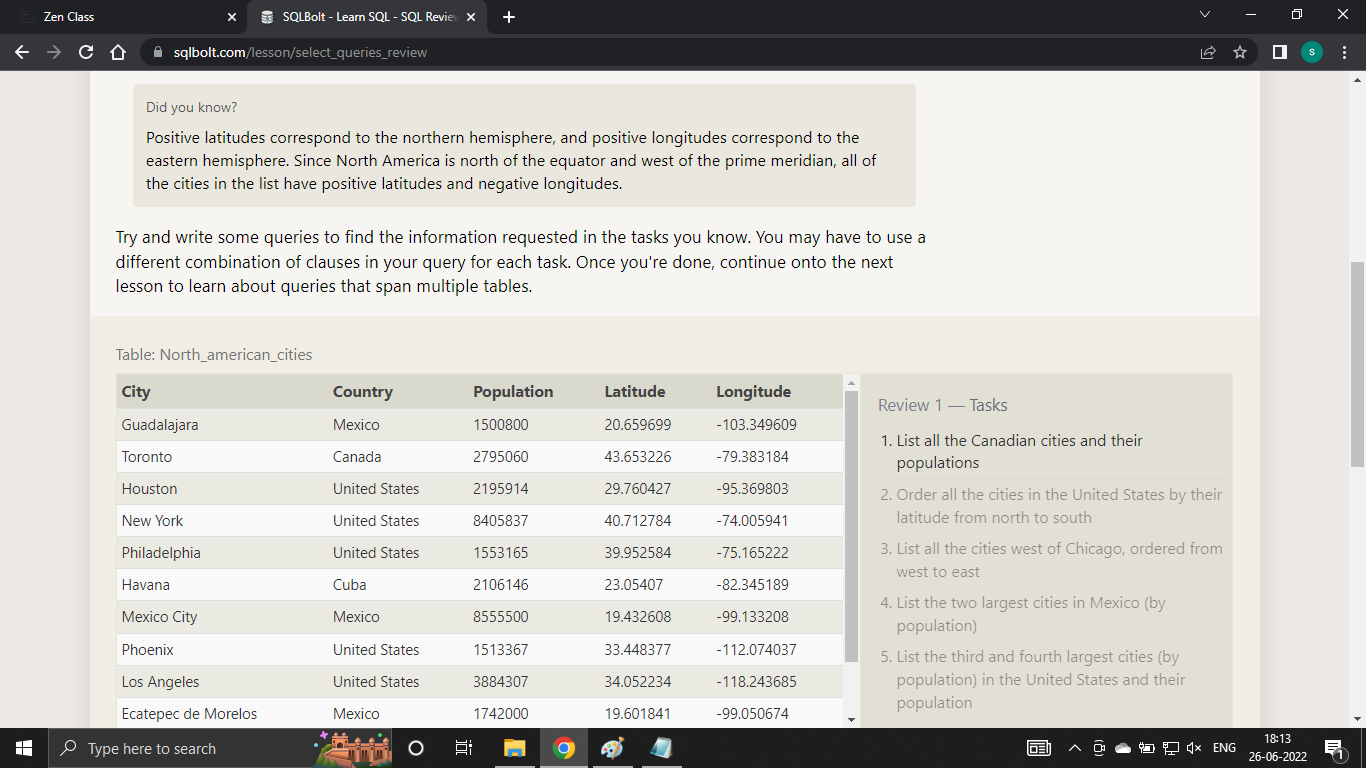 Zen Class
SQLBolt - Learn SQL - SQL Review
sqlbolt.com/lesson/select_queries_review
S
Did you know?
Positive latitudes correspond to the northern hemisphere, and positive longitudes correspond to the
eastern hemisphere. Since North America is north of the equator and west of the prime meridian, all of
the cities in the list have positive latitudes and negative longitudes.
Try and write some queries to find the information requested in the tasks you know. You may have to use a
different combination of clauses in your query for each task. Once you're done, continue onto the next
lesson to learn about queries that span multiple tables.
Table: North_american_cities
City Country Population Latitude Longitude
Guadalajara Mexico 1500800 20.659699 -103.349609
Toronto Canada 2795060 43.653226 -79.383184
Houston United States 2195914 29.760427 -95.369803
New York United States 8405837 40.712784 -74.005941
Philadelphia United States 1553165 39.952584 -75.165222
Havana Cuba 2106146 23.05407 -82.345189
Mexico City Mexico 8555500 19.432608 -99.133208
Phoenix United States 1513367 33.448377 -112.074037
Los Angeles United States 3884307 34.052234 -118.243685
Ecatepec de Morelos Mexico 1742000 19.601841 -99.050674
Review 1 — Tasks
1. List all the Canadian cities and their
populations
2. Order all the cities in the United States by their
latitude from north to south
3. List all the cities west of Chicago, ordered from
west to east
4. List the two largest cities in Mexico (by
population)
5. List the third and fourth largest cities (by
population) in the United States and their
population
Type here to search
ENG
18:13
26-06-2022
1